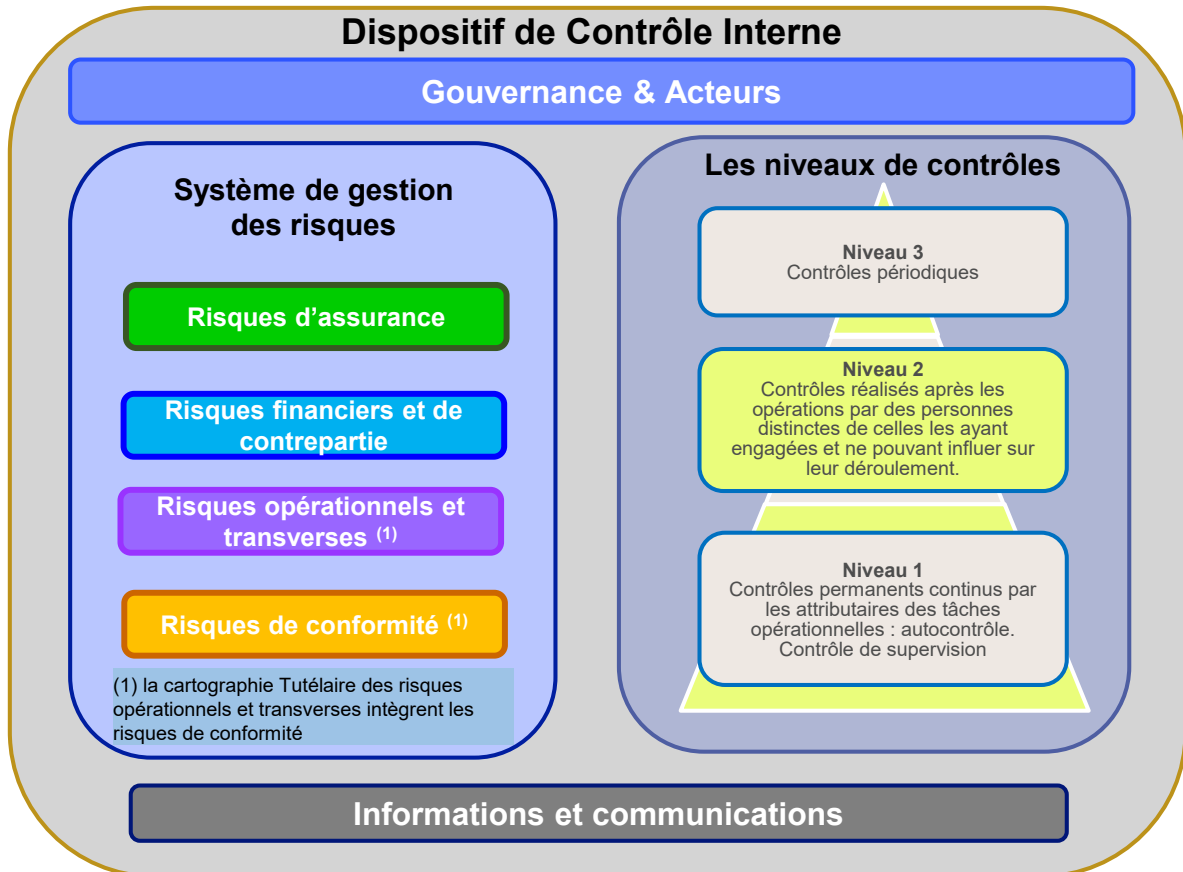 Dispositif de Contrôle Interne
Gouvernance & Acteurs
Système de gestion
des risques
Risques d'assurance
Risques financiers et de
contrepartie
Risques opérationnels et
transverses (1)
Risques de conformité (1)
(1) la cartographie Tutélaire des risques
opérationnels et transverses intègrent les
risques de conformité
Les niveaux de contrôles
Niveau 3
Contrôles périodiques
Niveau 2
Contrôles réalisés après les
opérations par des personnes
distinctes de celles les ayant
engagées et ne pouvant influer sur
leur déroulement.
Niveau 1
Contrôles permanents continus par
les attributaires des tâches
opérationnelles : autocontrôle.
Contrôle de supervision
Informations et communications